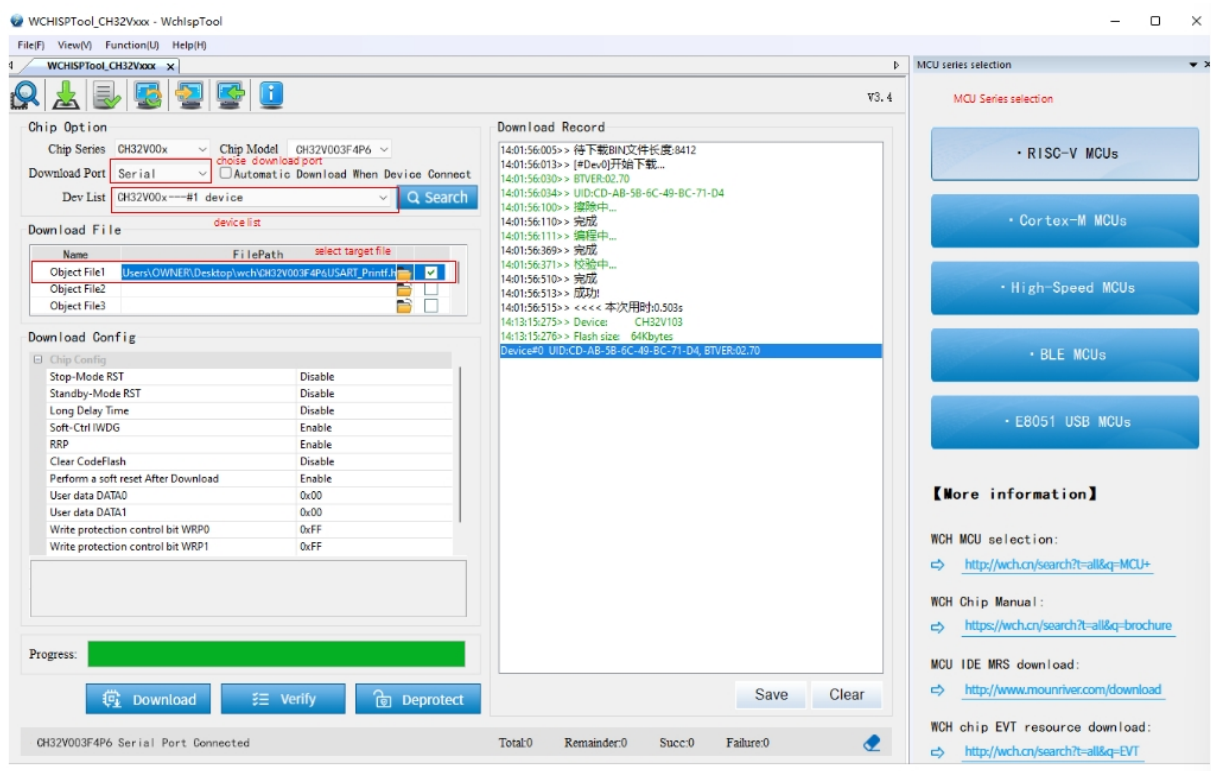 WCHISPTool_CH32Vxxx - WchIspTool
File(F) View(V) Function(U) Help(H)
WCHISPTool_CH32Vxxx x
V3.4
Chip Option
Chip Series CH32V00x Chip Model CH32V003F4P6
choise download port
Download Port Serial Automatic Download When Device Connect
Dev List CH32V00x---#1 device Search
device list
Download File
Name FilePath select target file
Object File1 Users\OWNER\Desktop\wch\CH32V003F4P6USART_Printf.h
Object File2
Object File3
Download Config
Chip Config
Stop-Mode RST Disable
Standby-Mode RST Disable
Long Delay Time Disable
Soft-Ctrl IWDG Enable
RRP Enable
Clear CodeFlash Disable
Perform a soft reset After Download Enable
User data DATA0 0x00
User data DATA1 0x00
Write protection control bit WRP0 0xFF
Write protection control bit WRP1 0xFF
Progress:
Download Verify Deprotect
CH32V003F4P6 Serial Port Connected
Download Record
14:01:56:005>> 待下载BIN文件长度:8412
14:01:56:013>> [#Dev0]开始下载...
14:01:56:030>> BTVER:02.70
14:01:56:034>> UID:CD-AB-5B-6C-49-BC-71-D4
14:01:56:100>> 擦除中...
14:01:56:110>> 完成
14:01:56:111>> 编程中...
14:01:56:369>> 完成
14:01:56:371>> 校验中...
14:01:56:510>> 完成
14:01:56:513>> 成功!
14:01:56:515>> <<<< 本次用时:0.503s
14:13:15:275>> Device: CH32V103
14:13:15:276>> Flash size: 64Kbytes
Device#0 UID:CD-AB-5B-6C-49-BC-71-D4, BTVER:02.70
Save Clear
Total:0 Remainder:0 Succ:0 Failure:0
MCU series selection
MCU Series selection
· RISC-V MCUs
· Cortex-M MCUs
· High-Speed MCUs
· BLE MCUs
· E8051 USB MCUs
【More information】
WCH MCU selection:
http://wch.cn/search?t=all&q=MCU+
WCH Chip Manual:
https://wch.cn/search?t=all&q=brochure
MCU IDE MRS download:
http://www.mounriver.com/download
WCH chip EVT resource download:
http://wch.cn/search?t=all&q=EVT